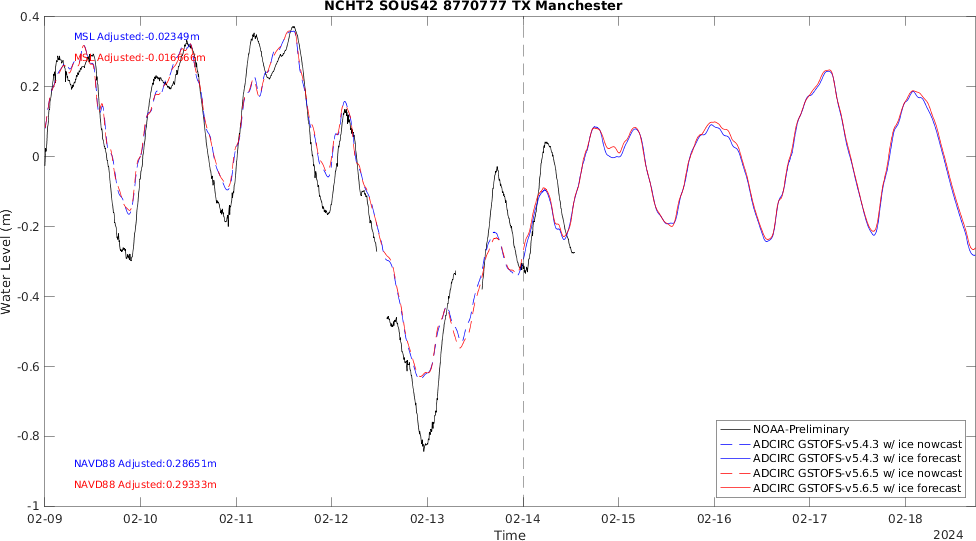 NCHT2 SOUS42 8770777 TX Manchester
MSL Adjusted:-0.02349m
MSL Adjusted:-0.016666m
NAVD88 Adjusted:0.28651m
NAVD88 Adjusted:0.29333m
Water Level (m)
0.4
0.2
0
-0.2
-0.4
-0.6
-0.8
-1
NOAA-Preliminary
ADCIRC GSTOFS-v5.4.3 w/ ice nowcast
ADCIRC GSTOFS-v5.4.3 w/ ice forecast
ADCIRC GSTOFS-v5.6.5 w/ ice nowcast
ADCIRC GSTOFS-v5.6.5 w/ ice forecast
02-09 02-10 02-11 02-12 02-13 02-14 02-15 02-16 02-17 02-18
Time
2024